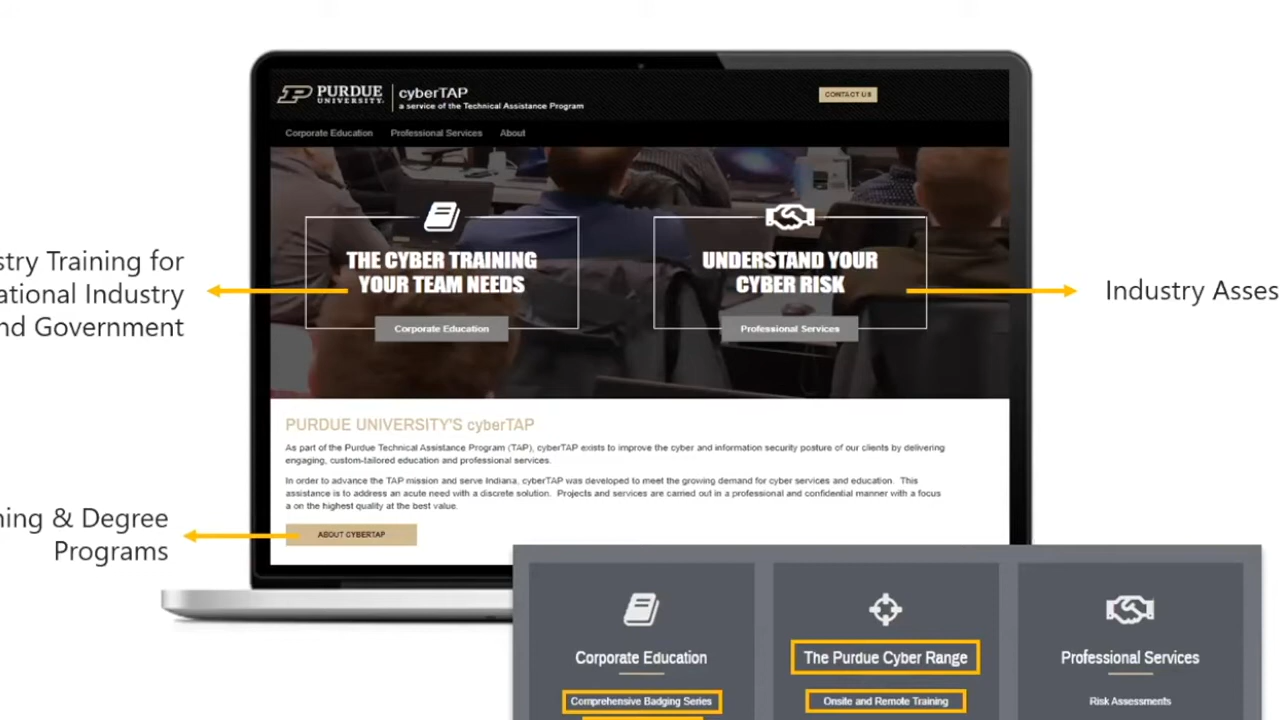 PURDUE
UNIVERSITY.
cyberTAP
a service of the Technical Assistance Program
CONTACT US
Corporate Education Professional Services About
THE CYBER TRAINING
YOUR TEAM NEEDS
Corporate Education
UNDERSTAND YOUR
CYBER RISK
Professional Services
Training for
Industry
Government
Industry
PURDUE UNIVERSITY'S cyberTAP
As part of the Purdue Technical Assistance Program (TAP), cyberTAP exists to improve the cyber and information security posture of our clients by delivering
engaging, custom-tailored education and professional services.
In order to advance the TAP mission and serve Indiana, cyberTAP was developed to meet the growing demand for cyber services and education. This
assistance is to address an acute need with a discrete solution. Projects and services are carried out in a professional and confidential manner with a focus
a on the highest quality at the best value.
ABOUT CYBERTAP
& Degree
Programs
Corporate Education
Comprehensive Badging Series
The Purdue Cyber Range
Onsite and Remote Training
Professional Services
Risk Assessments